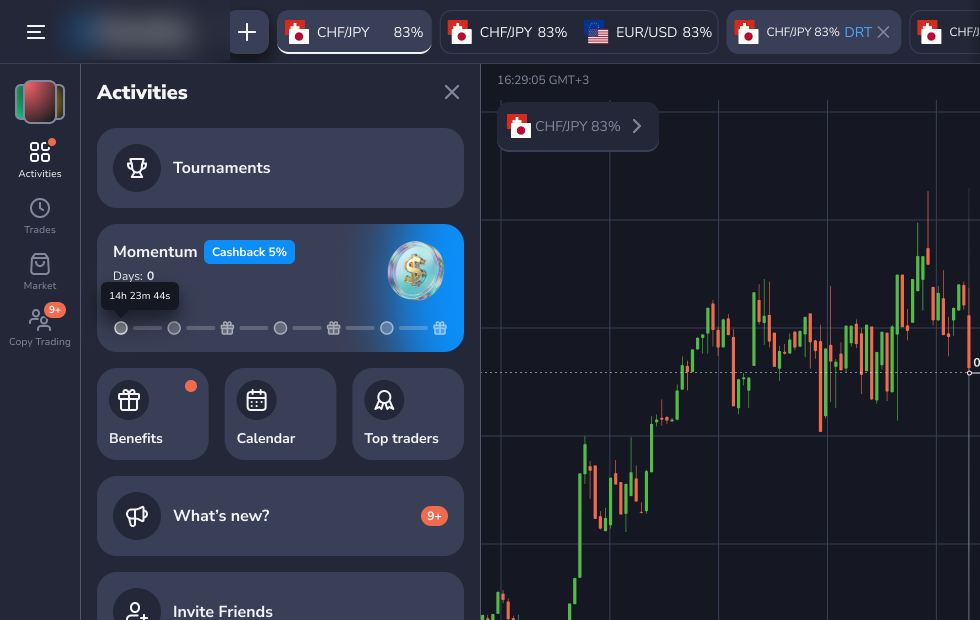 CHF/JPY 83%
CHF/JPY 83%
EUR/USD 83%
CHF/JPY 83% DRT
CHF/J
16:29:05 GMT+3
CHF/JPY 83%
Activities
Trades
Market
9+
Copy Trading
Activities
Tournaments
Momentum
Cashback 5%
Days: 0
14h 23m 44s
Benefits
Calendar
Top traders
What's new?
9+
Invite Friends
0